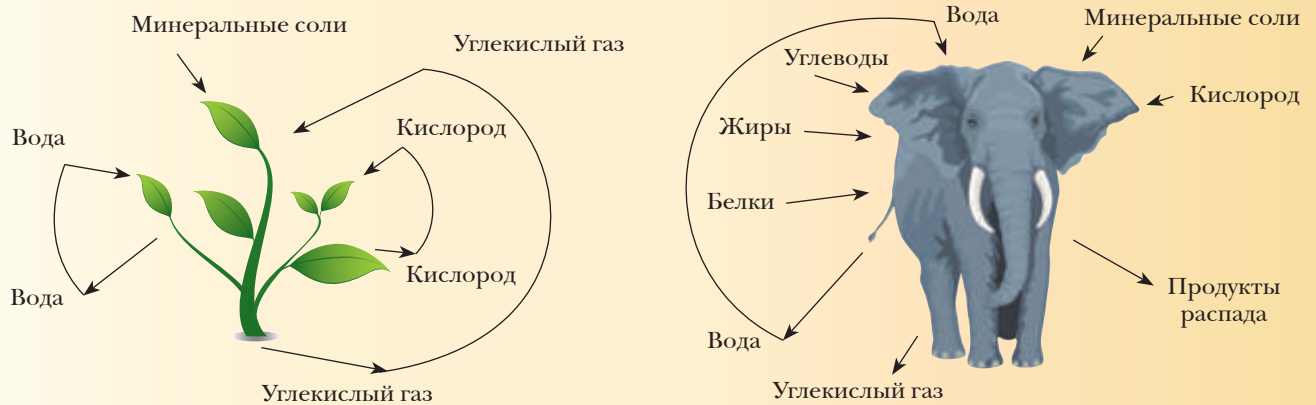 Минеральные соли
Углекислый газ
Кислород
Вода
Кислород
Вода
Углекислый газ
Вода
Минеральные соли
Углеводы
Кислород
Жиры
Белки
Продукты
распада
Вода
Углекислый газ